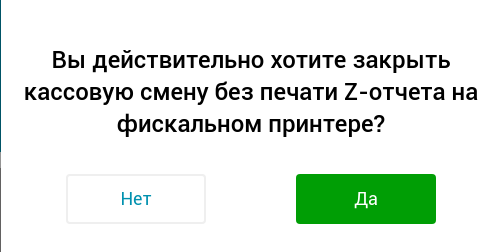 Вы действительно хотите закрыть
кассовую смену без печати Z-отчета на
фискальном принтере?
Нет
Да